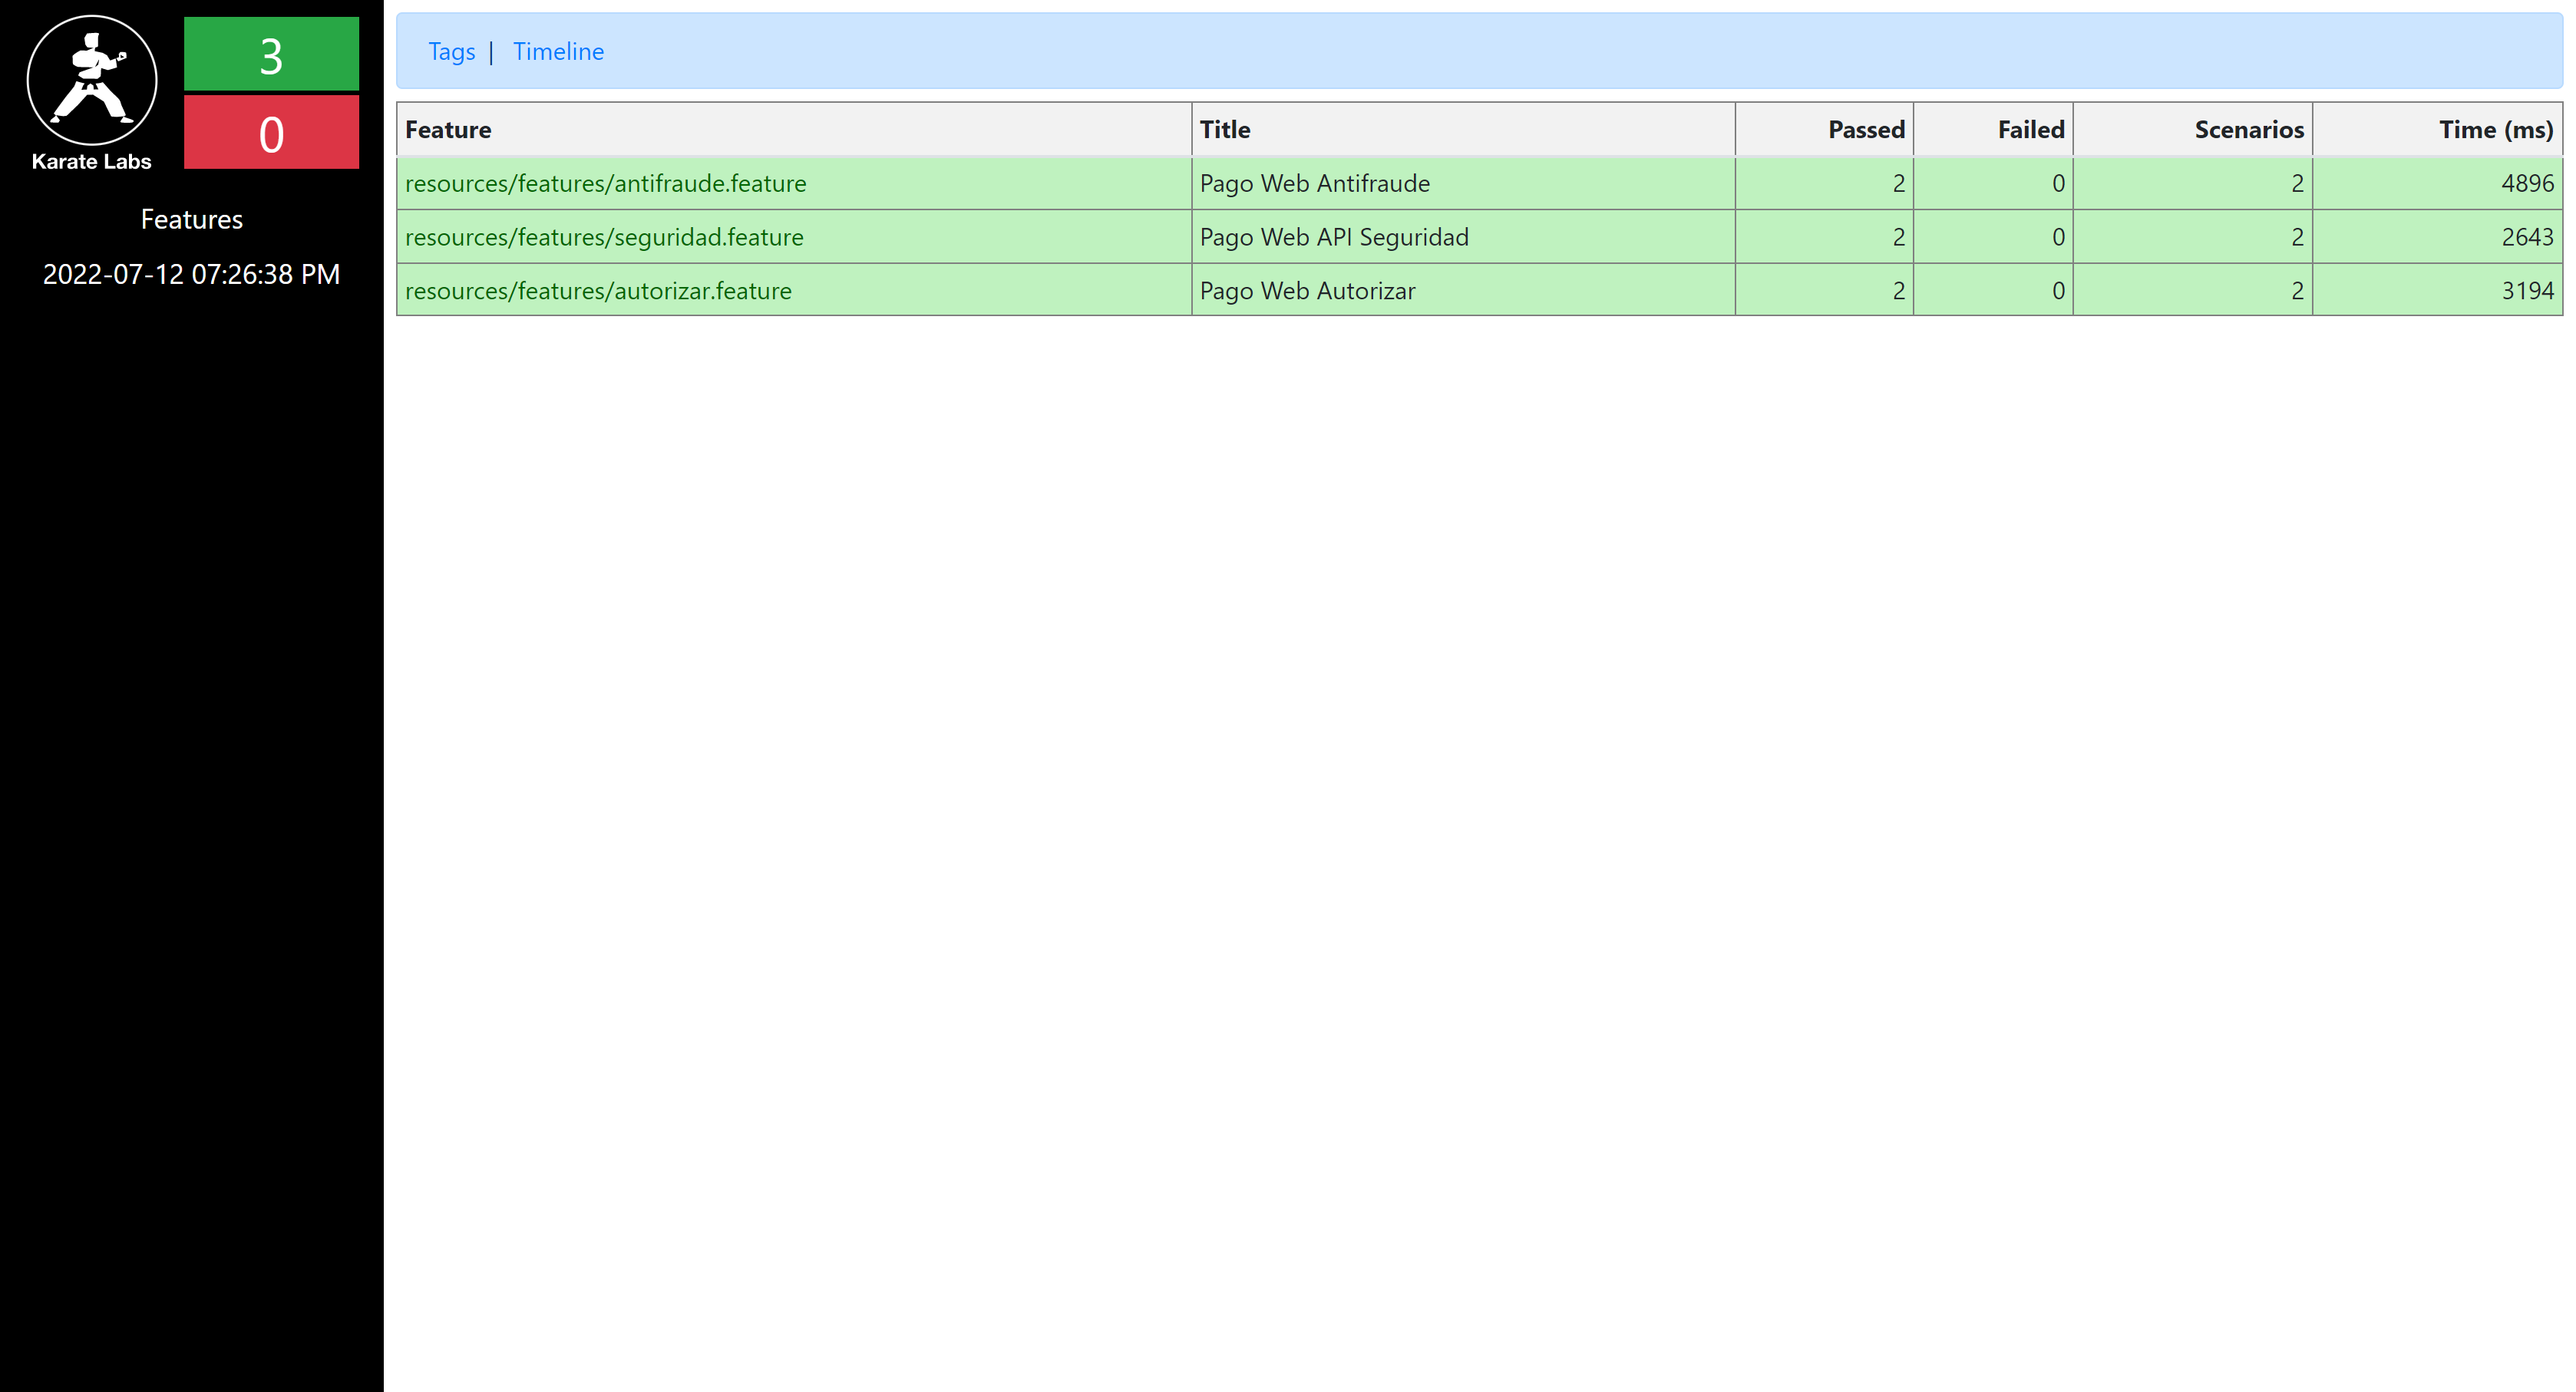 3
0
Karate Labs
Features
2022-07-12 07:26:38 PM
Tags | Timeline
Feature Title Passed Failed Scenarios Time (ms)
resources/features/antifraude.feature Pago Web Antifraude 2 0 2 4896
resources/features/seguridad.feature Pago Web API Seguridad 2 0 2 2643
resources/features/autorizar.feature Pago Web Autorizar 2 0 2 3194